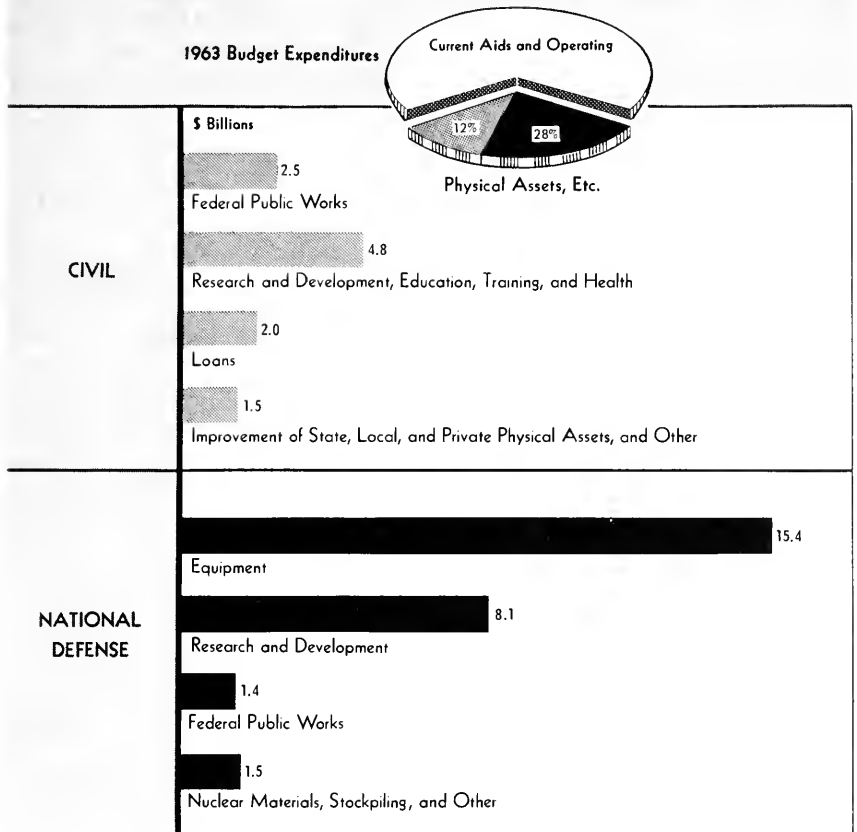 1963 Budget Expenditures
Current Aids and Operating
12%
28%
Physical Assets, Etc.
$ Billions
CIVIL
2.5
Federal Public Works
4.8
Research and Development, Education, Training, and Health
2.0
Loans
1.5
Improvement of State, Local, and Private Physical Assets, and Other
NATIONAL
DEFENSE
15.4
Equipment
8.1
Research and Development
1.4
Federal Public Works
1.5
Nuclear Materials, Stockpiling, and Other